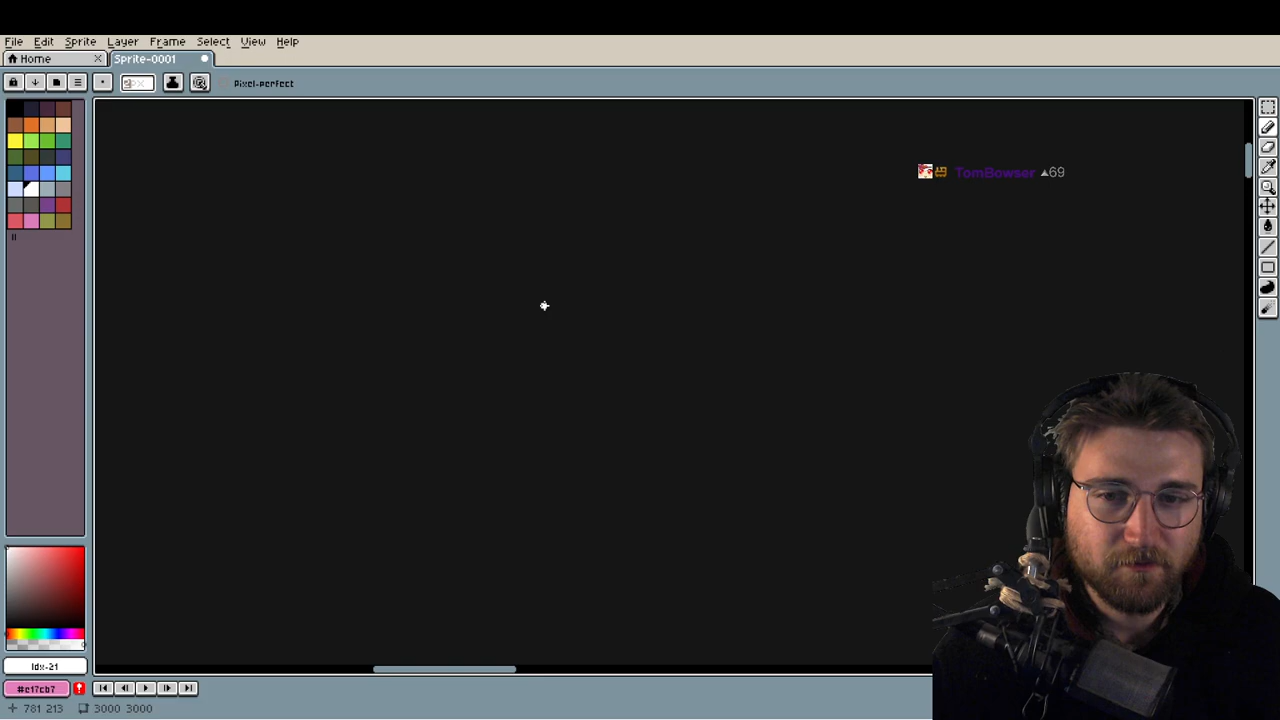 File Edit Sprite Layer Frame Select View Help
Home Sprite-0001
Pixel-perfect
TomBowser ▲69
Idx-21
#e17cb7
781 213 3000 3000